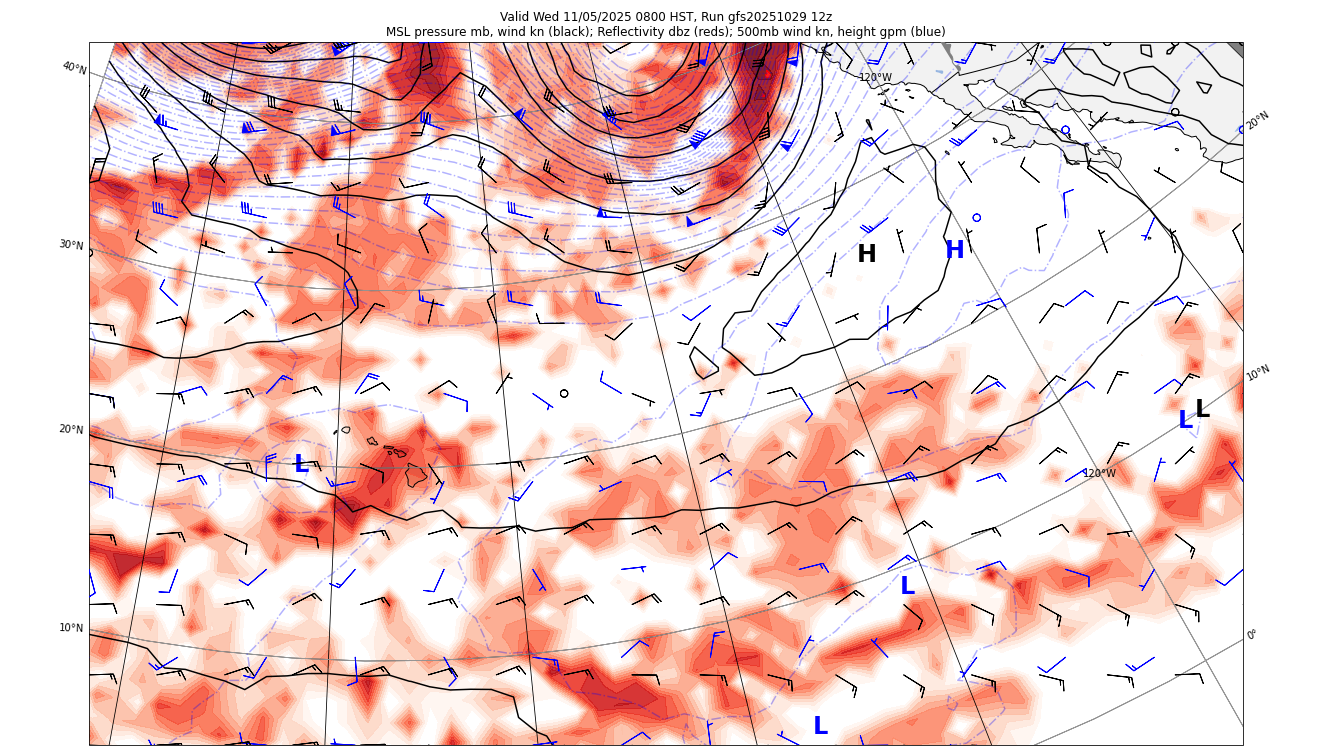 Valid Wed 11/05/2025 0800 HST, Run gfs20251029 12z
MSL pressure mb, wind kn (black); Reflectivity dbz (reds); 500mb wind kn, height gpm (blue)
40°N
120°W
20°N
30°N
H
H
10°N
L
L
20°N
L
120°W
L
10°N
0°
L